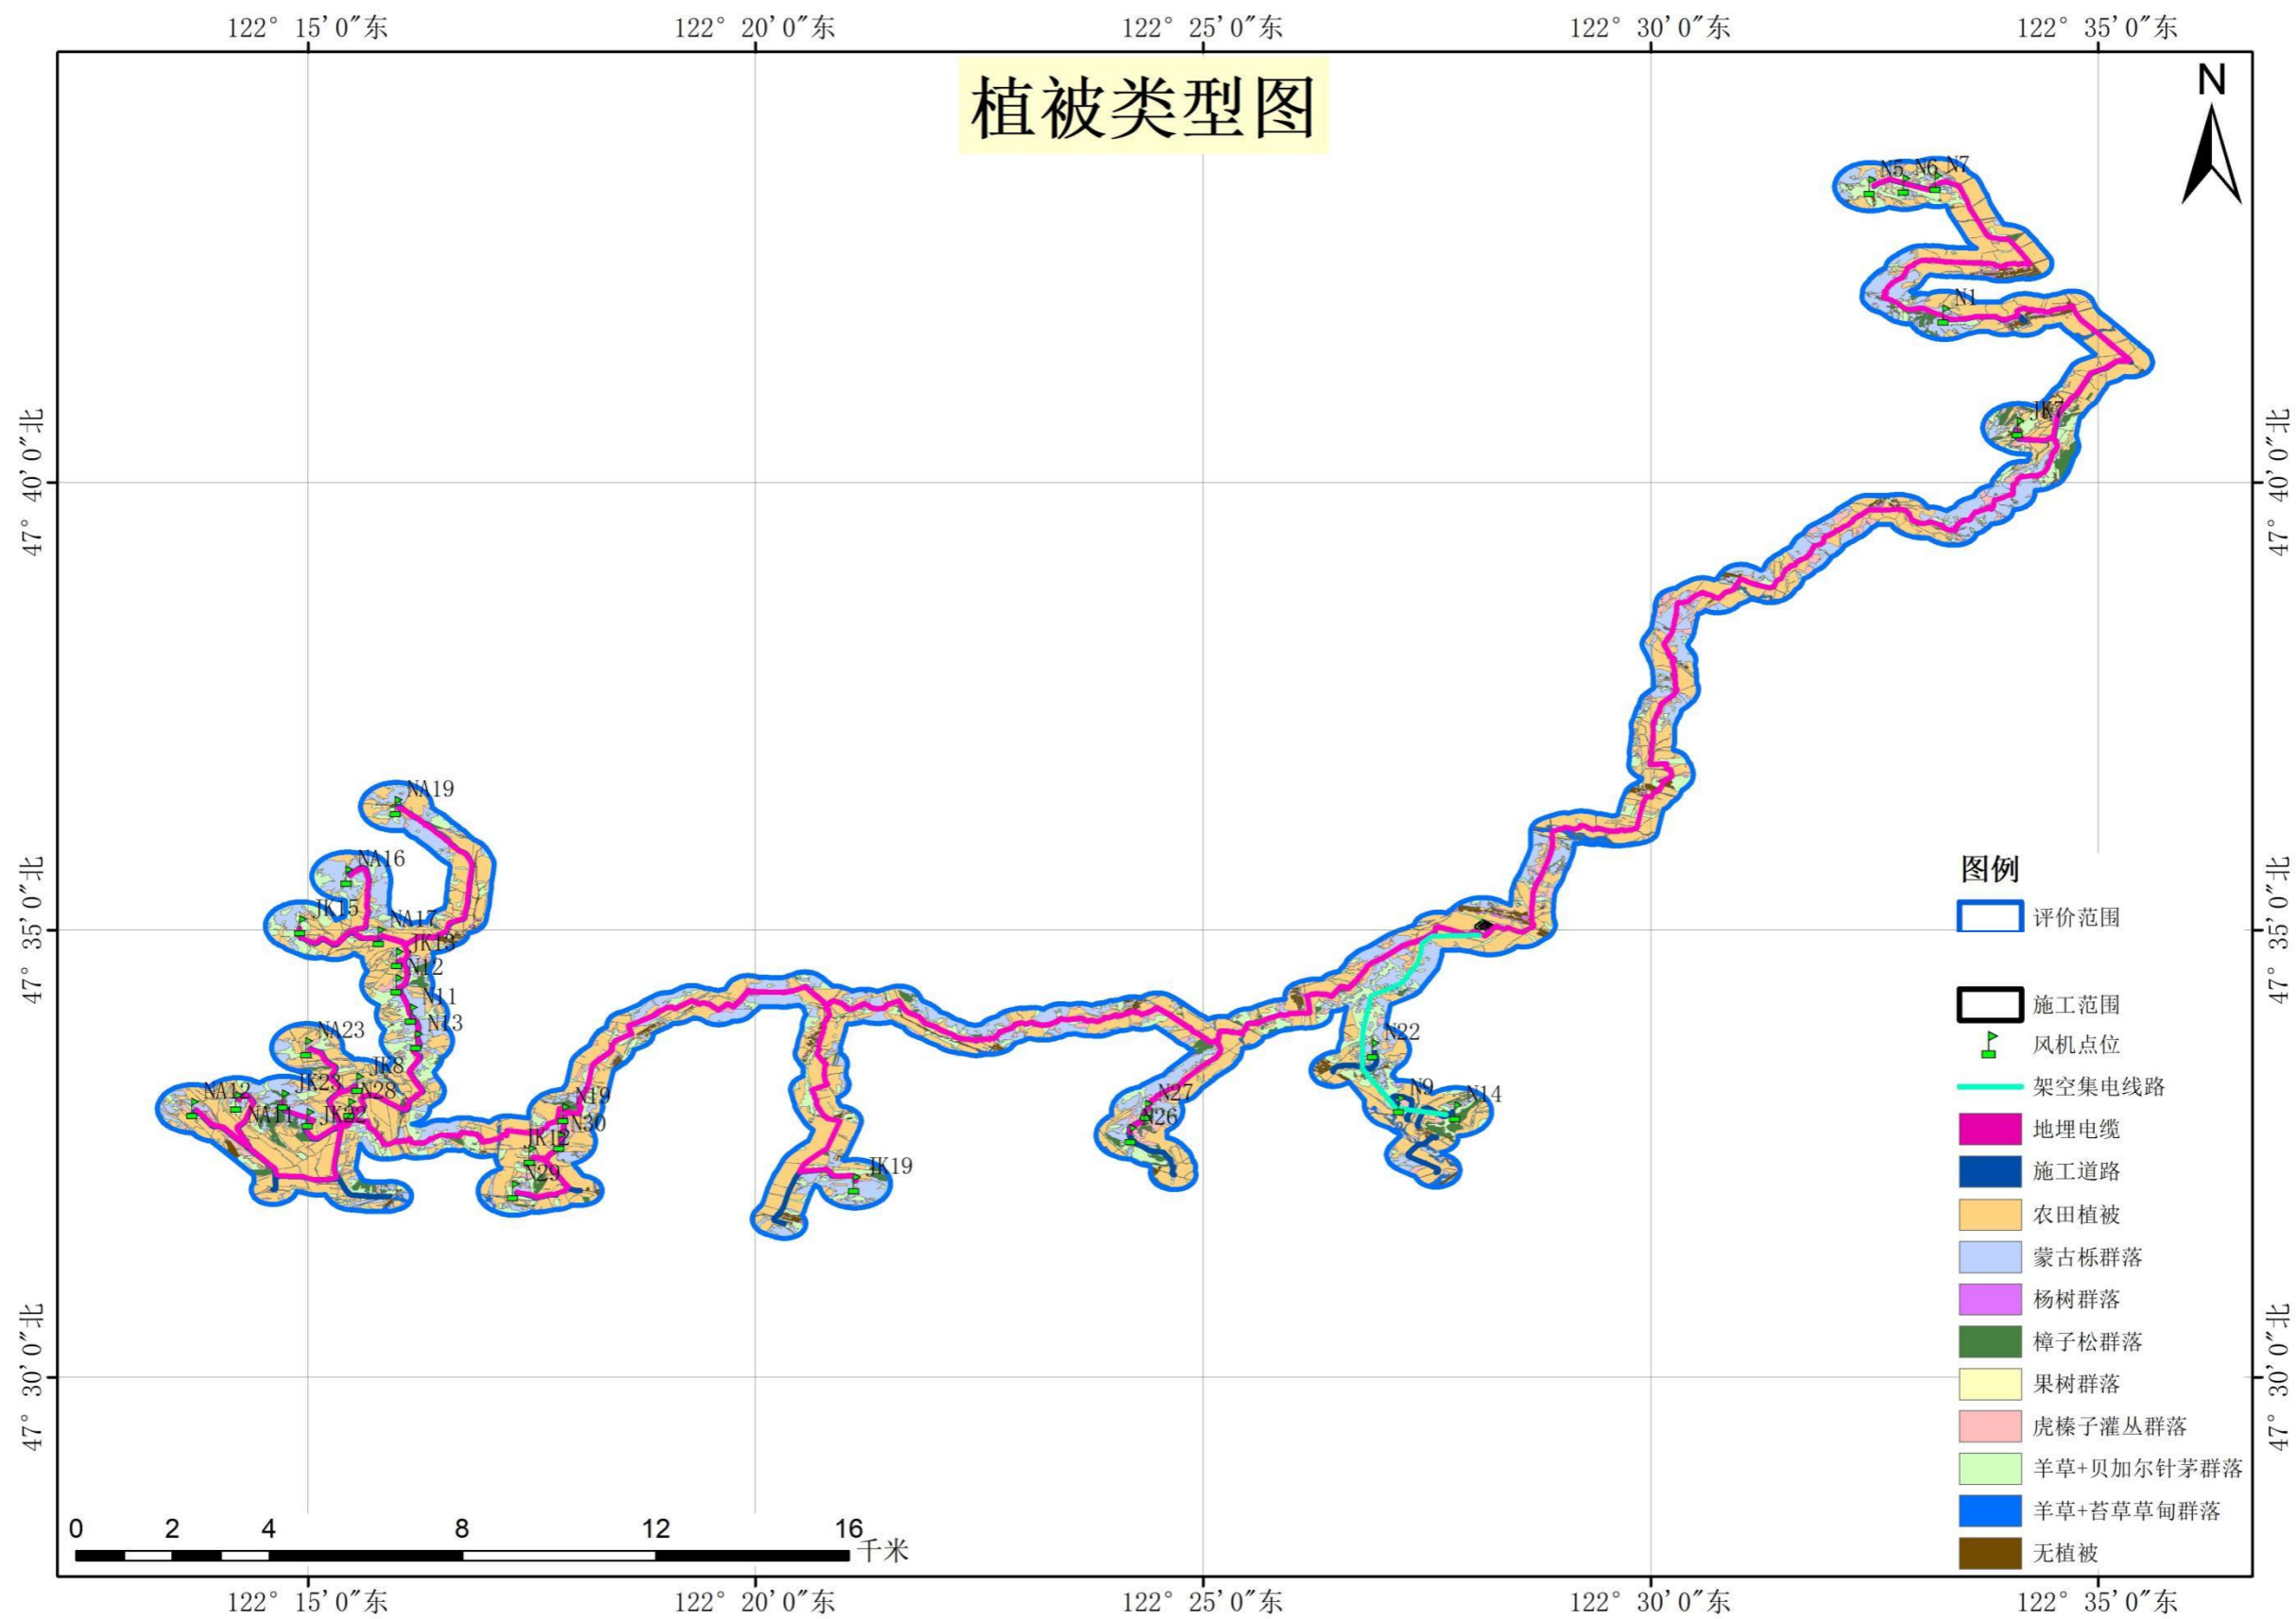 122° 15′0″东
122° 20′0″东
122° 25′0″东
122° 30′0″东
122° 35′0″东
植被类型图
N
N5
N6
N7
N1
JK7
47° 40′0″北
47° 40′0″北
NA19
NA16
JK15
NA17
JK13
N12
N11
N13
NA23
JK8
JK23
N28
NA12
NA11
JK22
N19
N30
JK12
N29
JK19
N27
N26
N22
N9
N14
47° 35′0″北
47° 35′0″北
47° 30′0″北
47° 30′0″北
图例
评价范围
施工范围
风机点位
架空集电线路
地埋电缆
施工道路
农田植被
蒙古栎群落
杨树群落
樟子松群落
果树群落
虎榛子灌丛群落
羊草+贝加尔针茅群落
羊草+苔草草甸群落
无植被
0 2 4 8 12 16
千米
122° 15′0″东
122° 20′0″东
122° 25′0″东
122° 30′0″东
122° 35′0″东